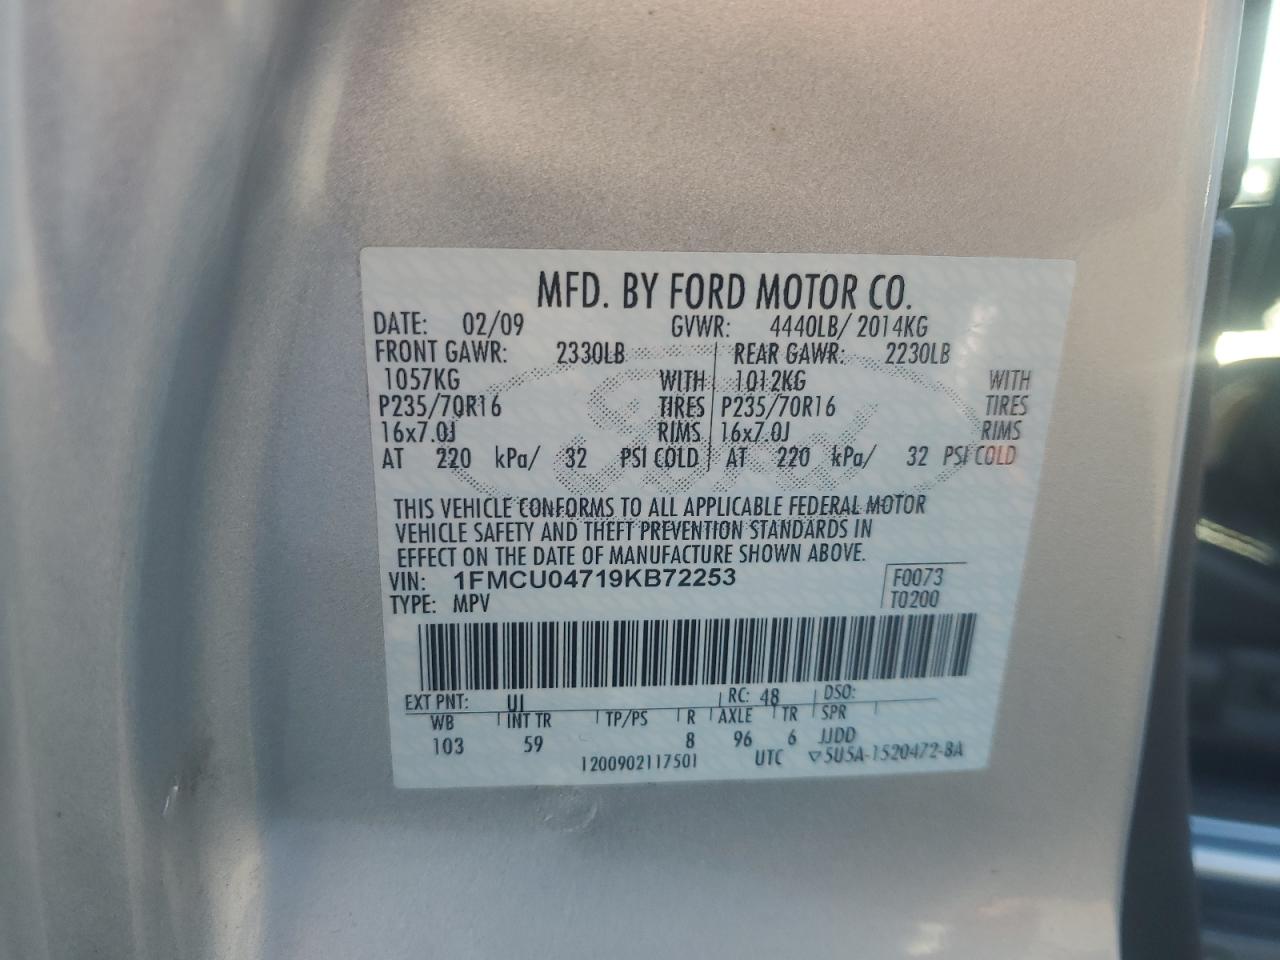 MFD. BY FORD MOTOR CO.
DATE: 02/09 GVWR: 4440LB/ 2014KG
FRONT GAWR: 2330LB REAR GAWR: 2230LB
1057KG WITH 1012KG WITH
P235/70R16 TIRES P235/70R16 TIRES
16x7.0J RIMS 16x7.0J RIMS
AT 220 kPa/ 32 PSI COLD AT 220 kPa/ 32 PSI COLD
THIS VEHICLE CONFORMS TO ALL APPLICABLE FEDERAL MOTOR
VEHICLE SAFETY AND THEFT PREVENTION STANDARDS IN
EFFECT ON THE DATE OF MANUFACTURE SHOWN ABOVE.
VIN: 1FMCU04719KB72253 F0073
TYPE: MPV T0200
EXT PNT: UI RC: 48 DSO:
WB INT TR TP/PS R AXLE TR SPR
103 59 8 96 6 JJDD
1200902117501 UTC ▽5U5A-1520472-BA